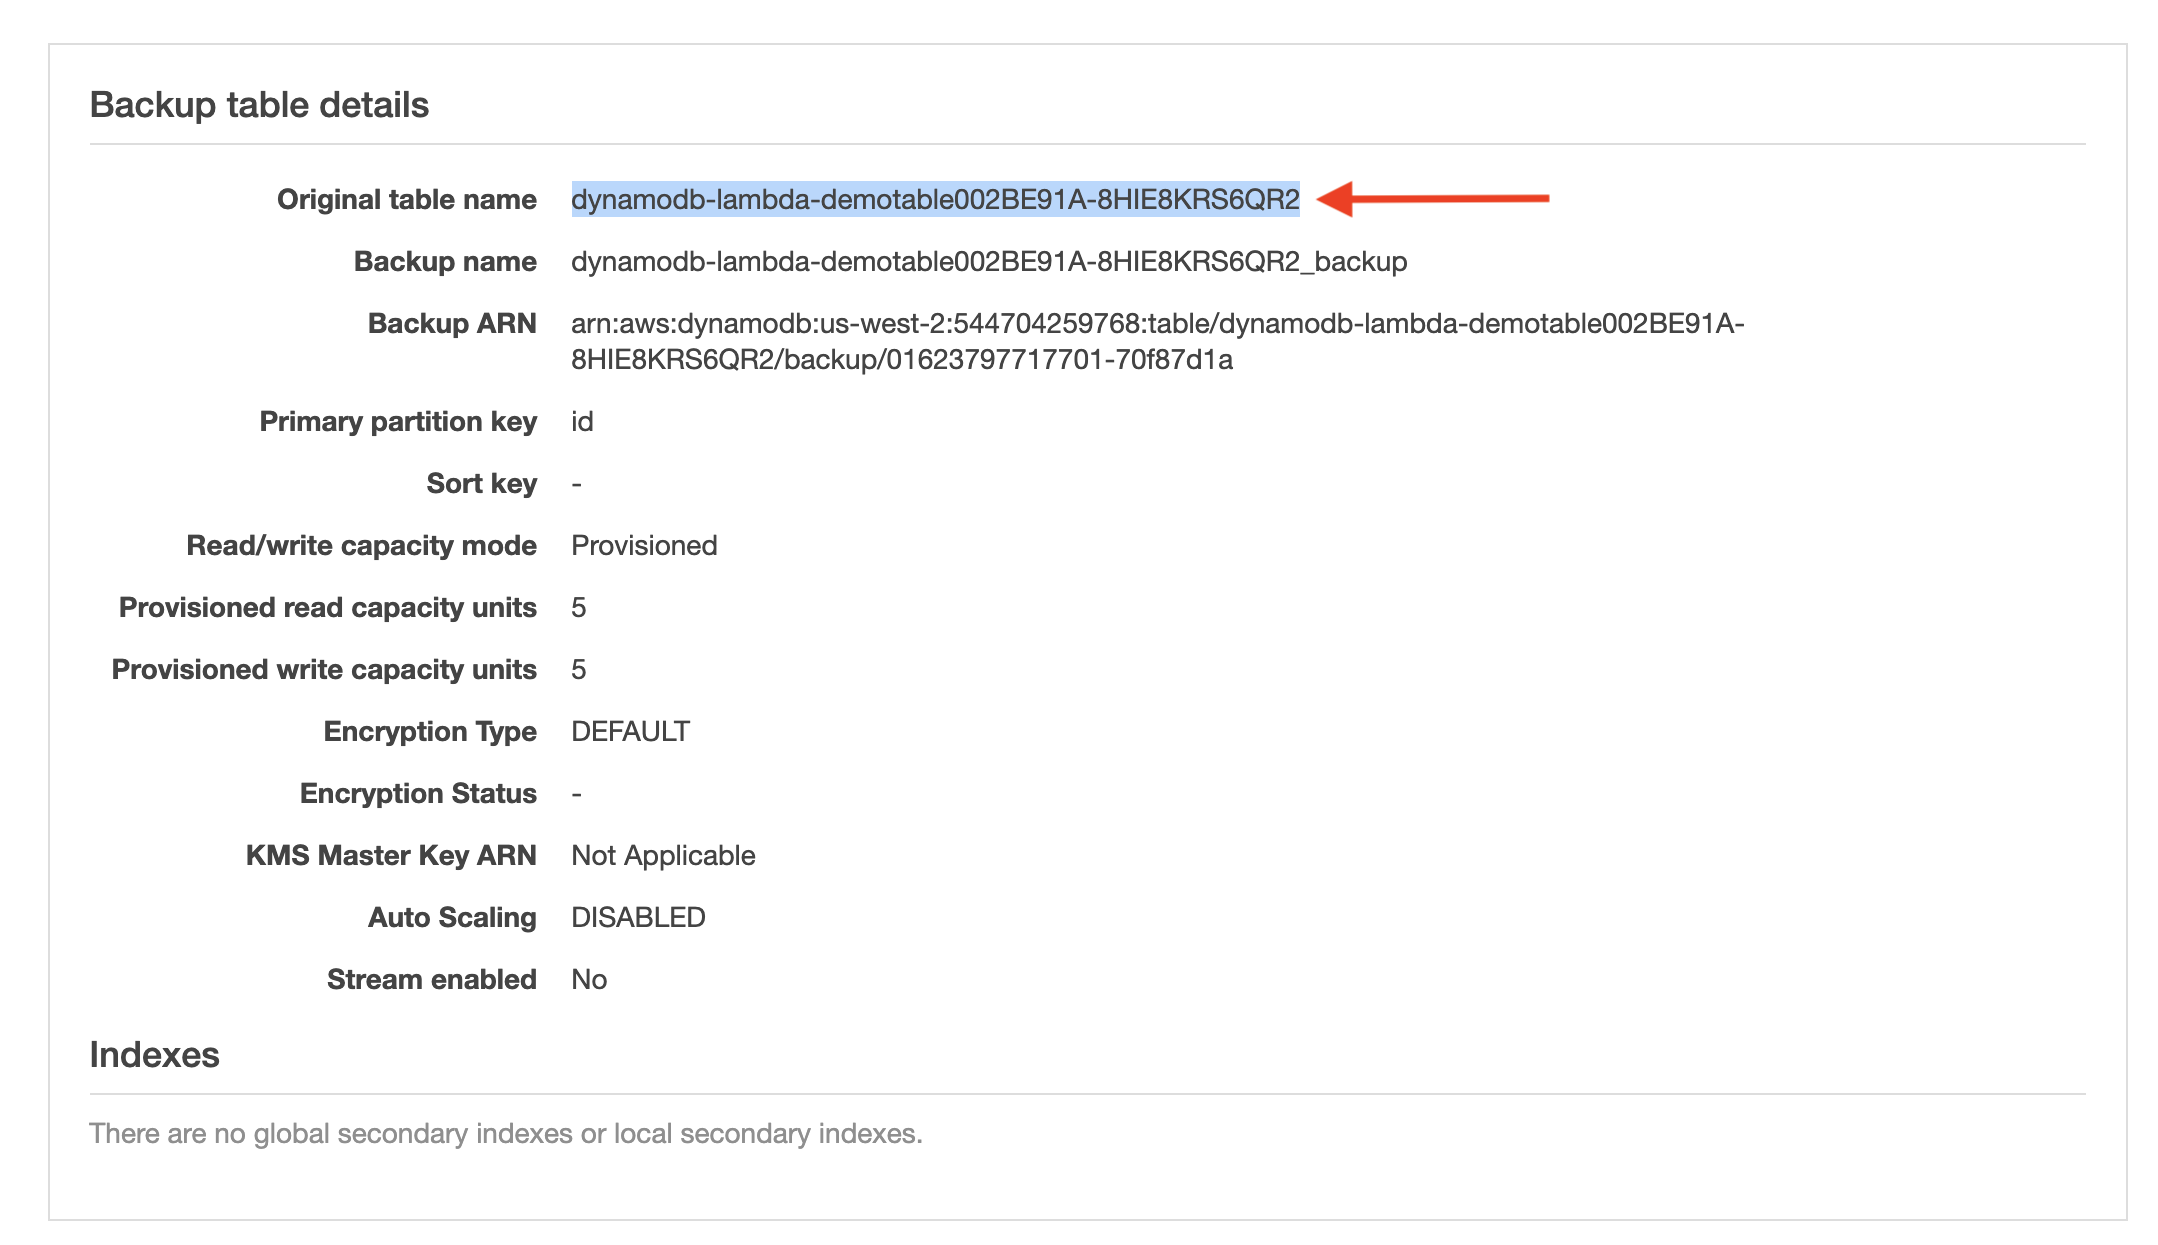 Backup table details
Original table name dynamodb-lambda-demotable002BE91A-8HIE8KRS6QR2
Backup name dynamodb-lambda-demotable002BE91A-8HIE8KRS6QR2_backup
Backup ARN arn:aws:dynamodb:us-west-2:544704259768:table/dynamodb-lambda-demotable002BE91A-
8HIE8KRS6QR2/backup/01623797717701-70f87d1a
Primary partition key id
Sort key -
Read/write capacity mode Provisioned
Provisioned read capacity units 5
Provisioned write capacity units 5
Encryption Type DEFAULT
Encryption Status -
KMS Master Key ARN Not Applicable
Auto Scaling DISABLED
Stream enabled No
Indexes
There are no global secondary indexes or local secondary indexes.